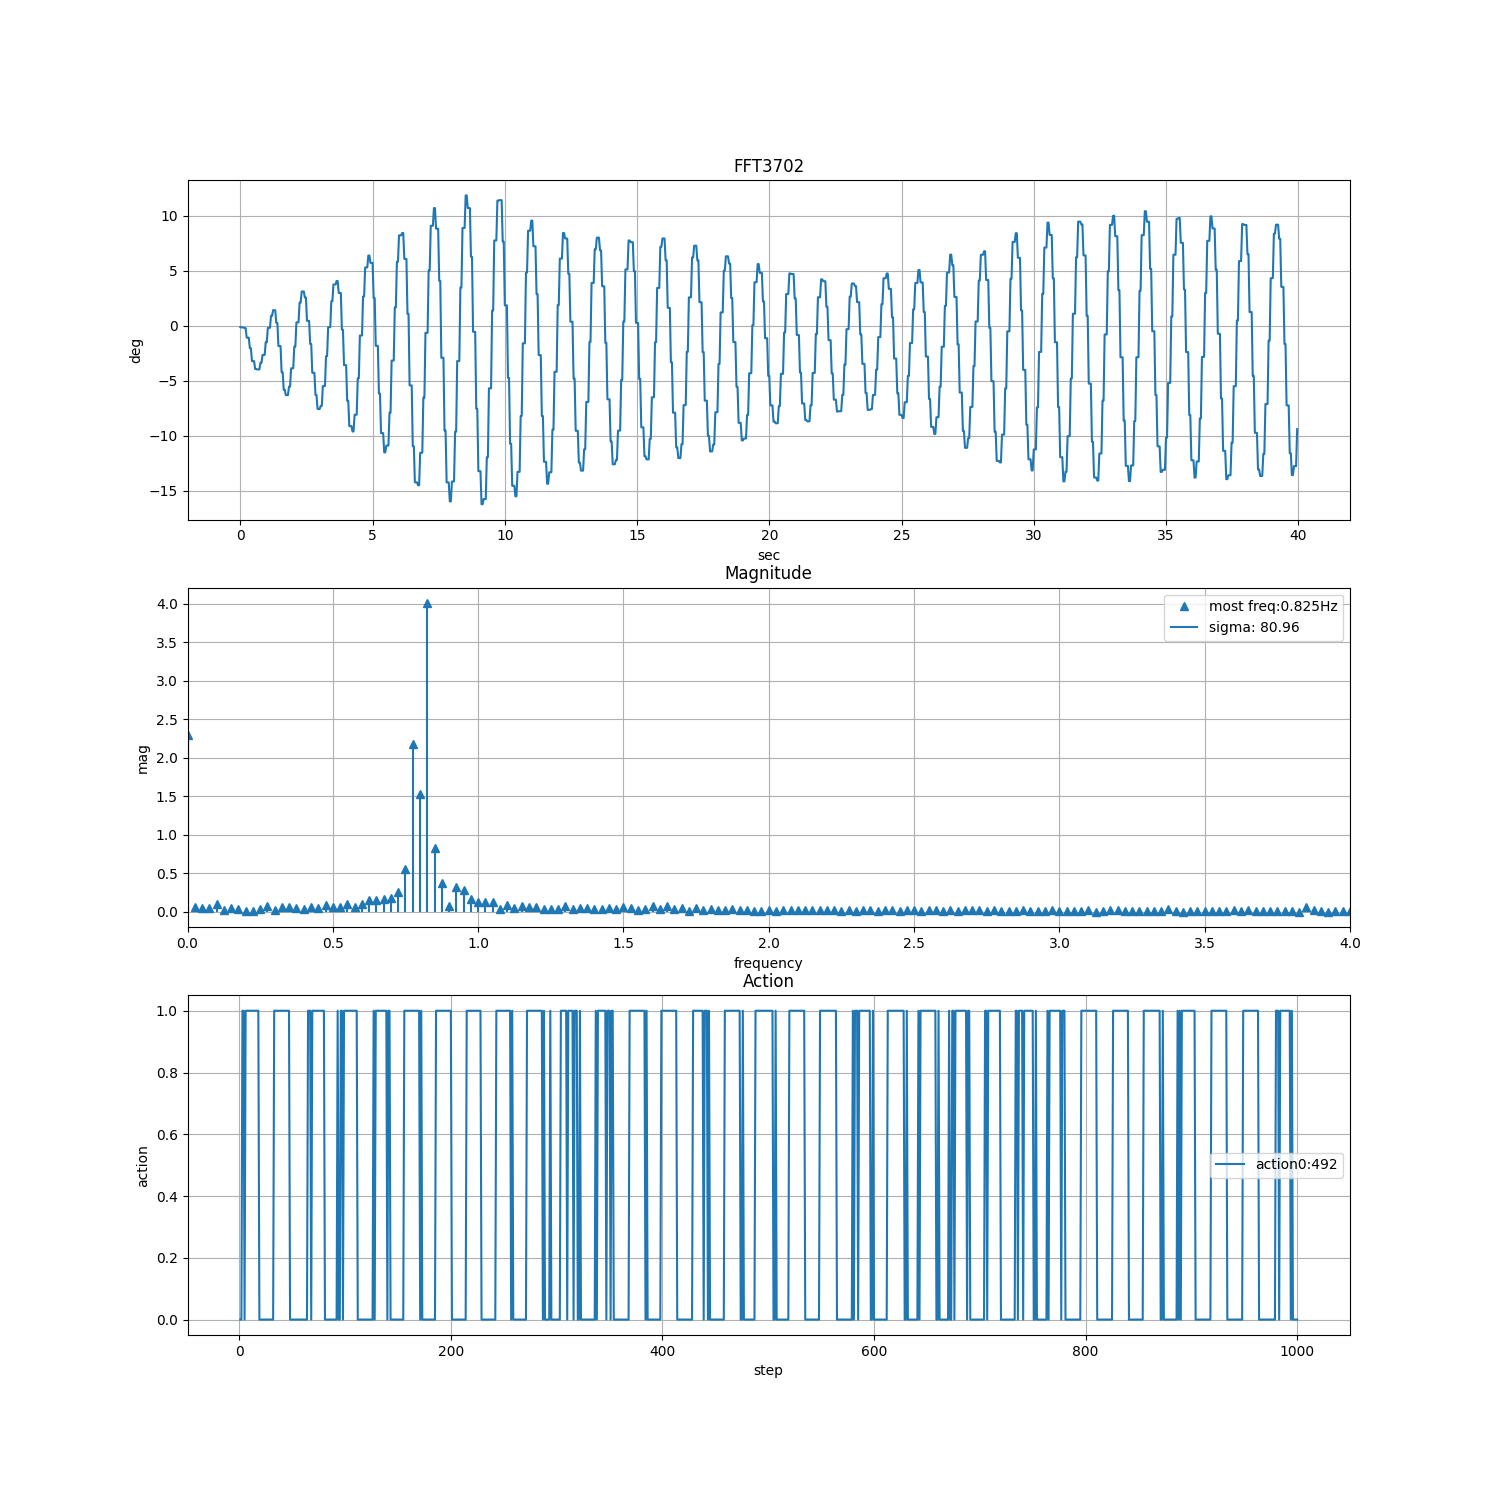 FFT3702
10
5
0
−5
−10
−15
deg
0 5 10 15 20 25 30 35 40
sec
Magnitude
most freq:0.825Hz
sigma: 80.96
4.0
3.5
3.0
2.5
2.0
1.5
1.0
0.5
0.0
mag
0.0 0.5 1.0 1.5 2.0 2.5 3.0 3.5 4.0
frequency
Action
1.0
0.8
0.6
0.4
0.2
0.0
action
action0:492
0 200 400 600 800 1000
step